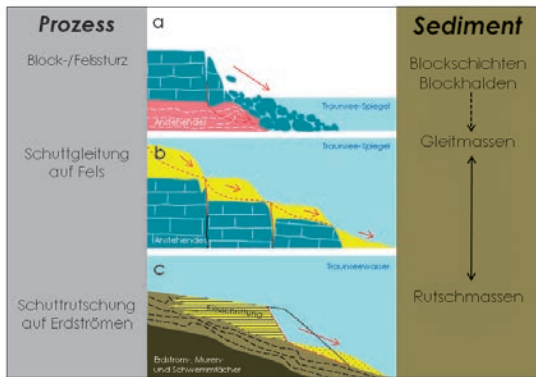 Prozess
Block-/Felssturz
Schuttgleitung
auf Fels
Schuttrutschung
auf Erdströmen
a
Traunsee-Spiegel
Anstehendes
b
Traunsee-Spiegel
Anstehendes
c
Traunseewasser
Erdstrom-, Muren-
und Schwemmfächer
Sediment
Blockschichten
Blockhalden
Gleitmassen
Rutschmassen